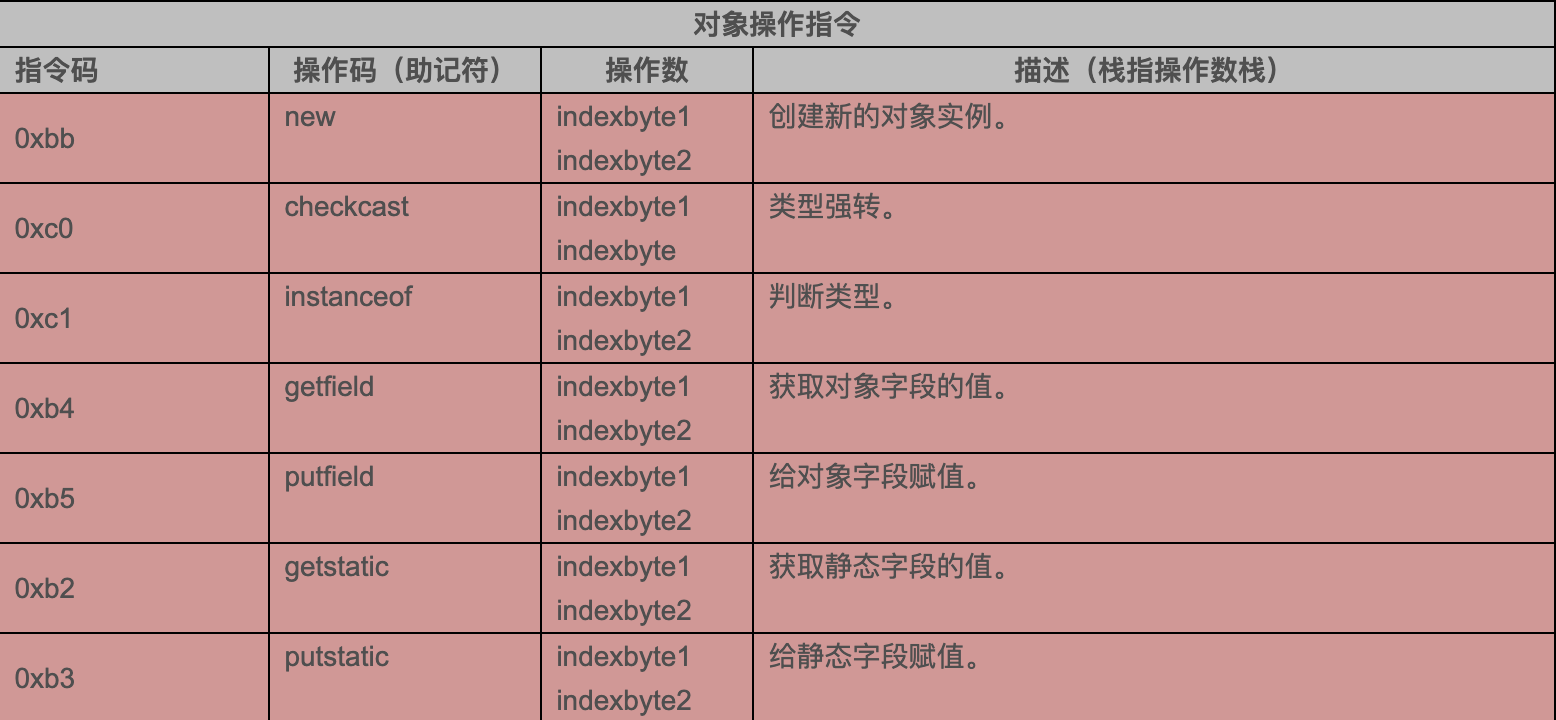 对象操作指令
指令码 操作码（助记符） 操作数 描述（栈指操作数栈）
0xbb new indexbyte1 创建新的对象实例。
indexbyte2
0xc0 checkcast indexbyte1 类型强转。
indexbyte
0xc1 instanceof indexbyte1 判断类型。
indexbyte2
0xb4 getfield indexbyte1 获取对象字段的值。
indexbyte2
0xb5 putfield indexbyte1 给对象字段赋值。
indexbyte2
0xb2 getstatic indexbyte1 获取静态字段的值。
indexbyte2
0xb3 putstatic indexbyte1 给静态字段赋值。
indexbyte2